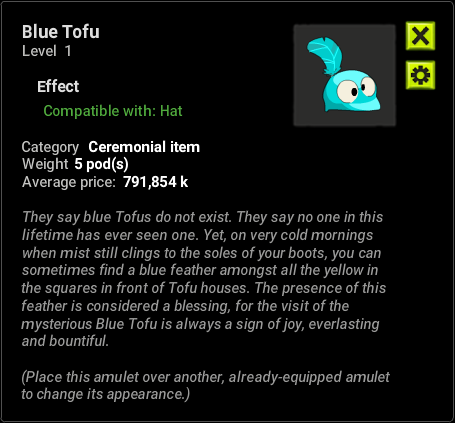 Blue Tofu
Level 1
Effect
Compatible with: Hat
Category Ceremonial item
Weight 5 pod(s)
Average price: 791,854 k
They say blue Tofus do not exist. They say no one in this
lifetime has ever seen one. Yet, on very cold mornings
when mist still clings to the soles of your boots, you can
sometimes find a blue feather amongst all the yellow in
the squares in front of Tofu houses. The presence of this
feather is considered a blessing, for the visit of the
mysterious Blue Tofu is always a sign of joy, everlasting
and bountiful.
(Place this amulet over another, already-equipped amulet
to change its appearance.)